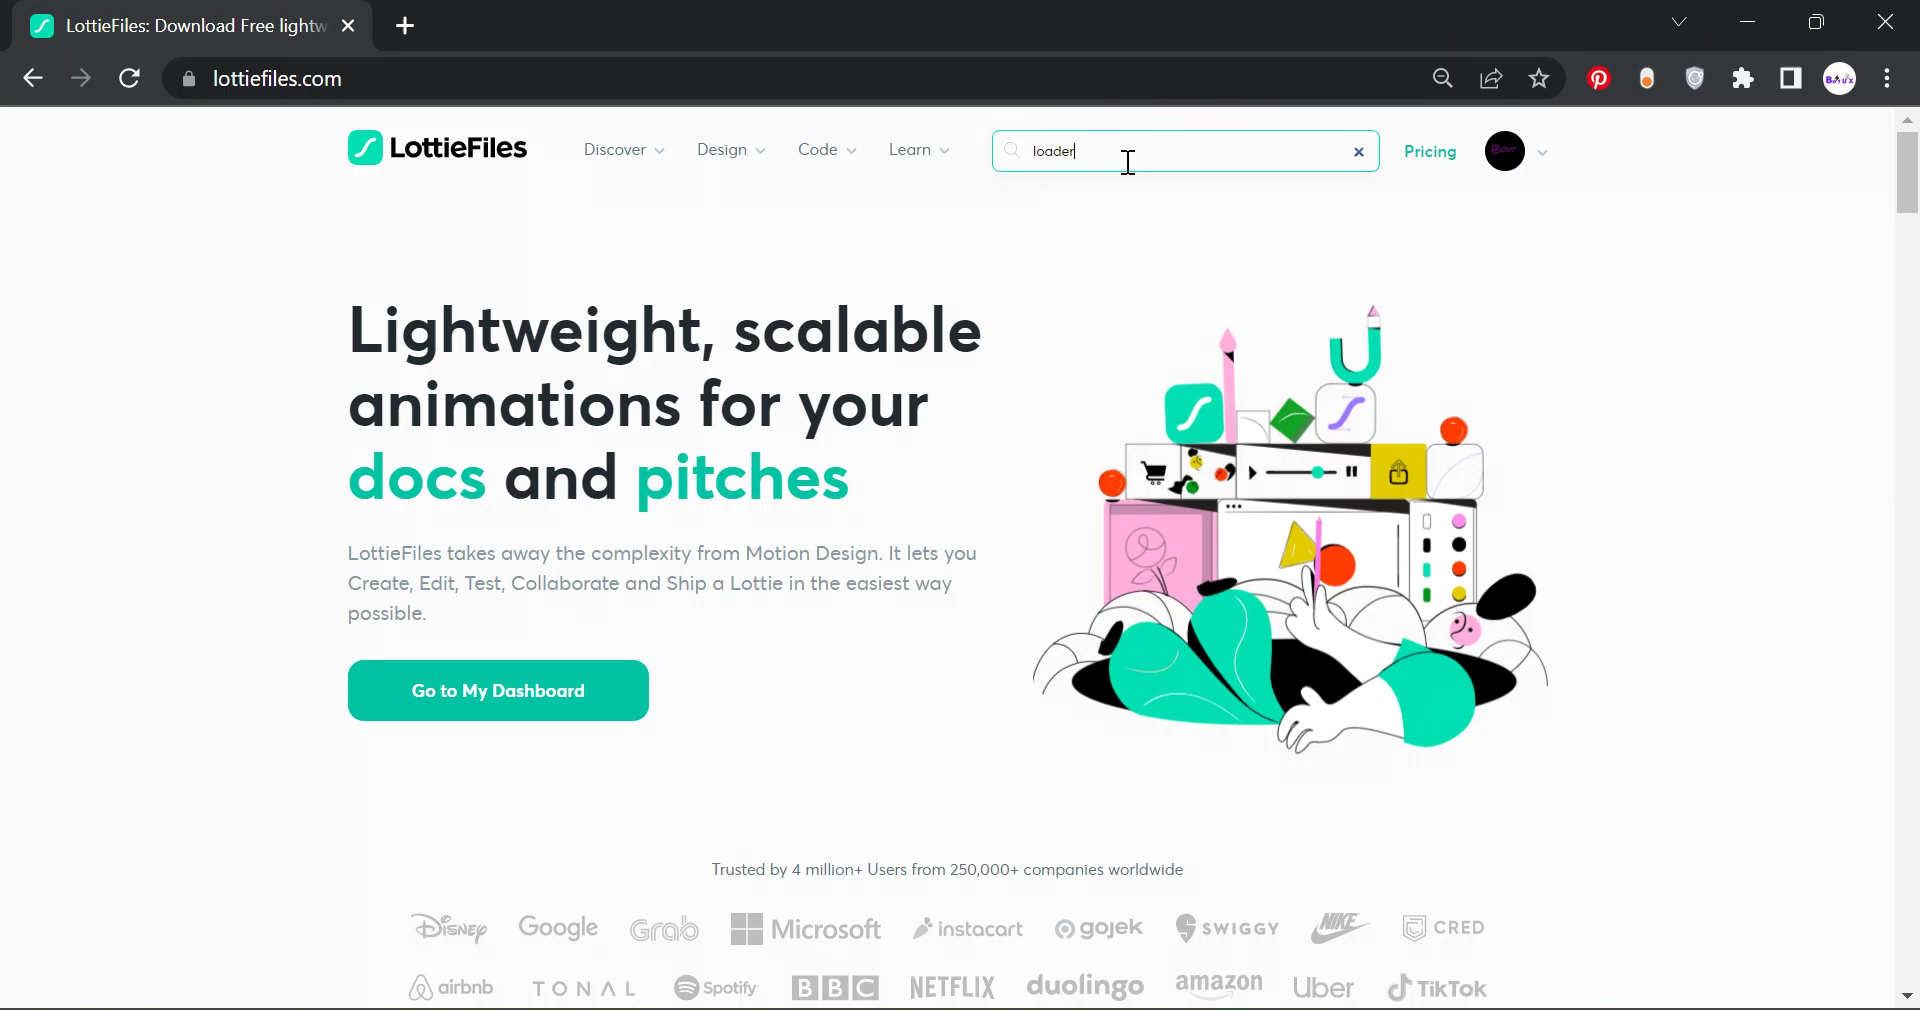 LottieFiles: Download Free lightw
lottiefiles.com
LottieFiles
Discover
Design
Code
Learn
loader
Pricing
Lightweight, scalable
animations for your
docs and pitches
LottieFiles takes away the complexity from Motion Design. It lets you
Create, Edit, Test, Collaborate and Ship a Lottie in the easiest way
possible.
Go to My Dashboard
Trusted by 4 million+ Users from 250,000+ companies worldwide
Disney Google Grab Microsoft instacart gojek SWIGGY NIKE CRED
airbnb TONAL Spotify BBC NETFLIX duolingo amazon Uber TikTok